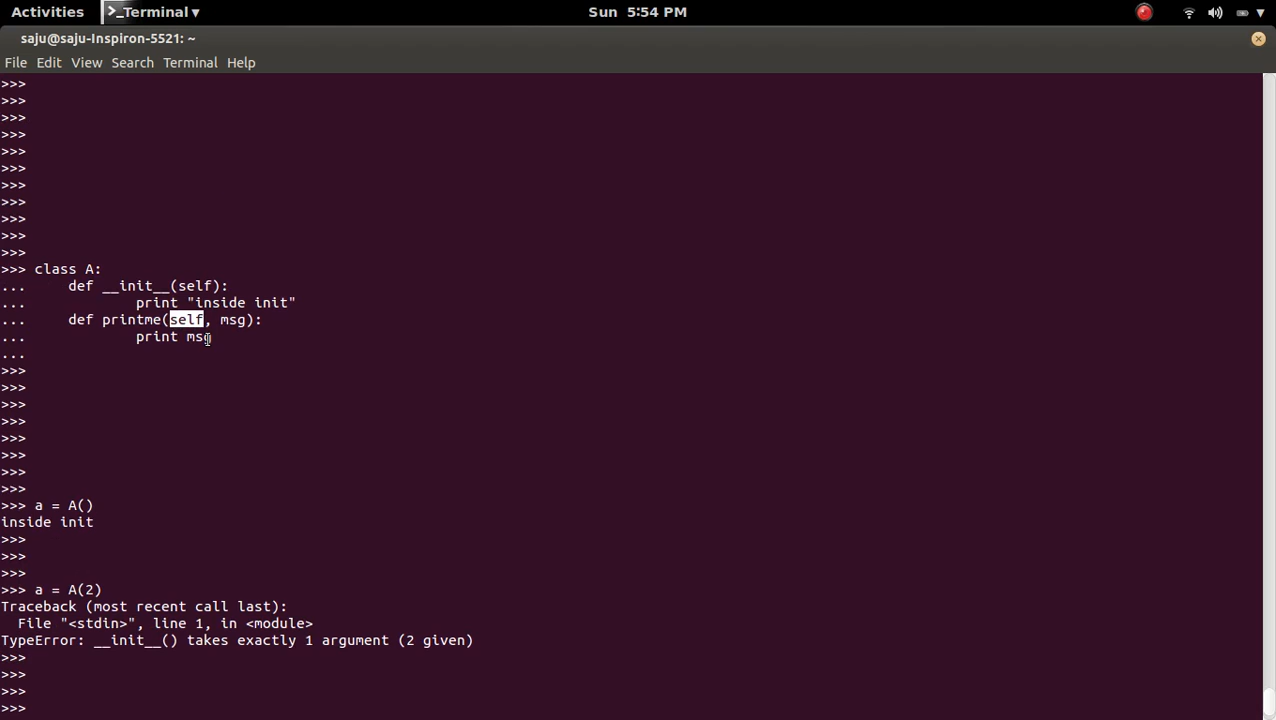 Activities >_Terminal ▾ Sun 5:54 PM ▾
saju@saju-Inspiron-5521: ~
File Edit View Search Terminal Help
>>>
>>>
>>>
>>>
>>>
>>>
>>>
>>>
>>>
>>>
>>>
>>> class A:
... def __init__(self):
... print "inside init"
... def printme(self, msg):
... print msg
...
>>>
>>>
>>>
>>>
>>>
>>>
>>>
>>>
>>> a = A()
inside init
>>>
>>>
>>>
>>> a = A(2)
Traceback (most recent call last):
File "<stdin>", line 1, in <module>
TypeError: __init__() takes exactly 1 argument (2 given)
>>>
>>>
>>>
>>>